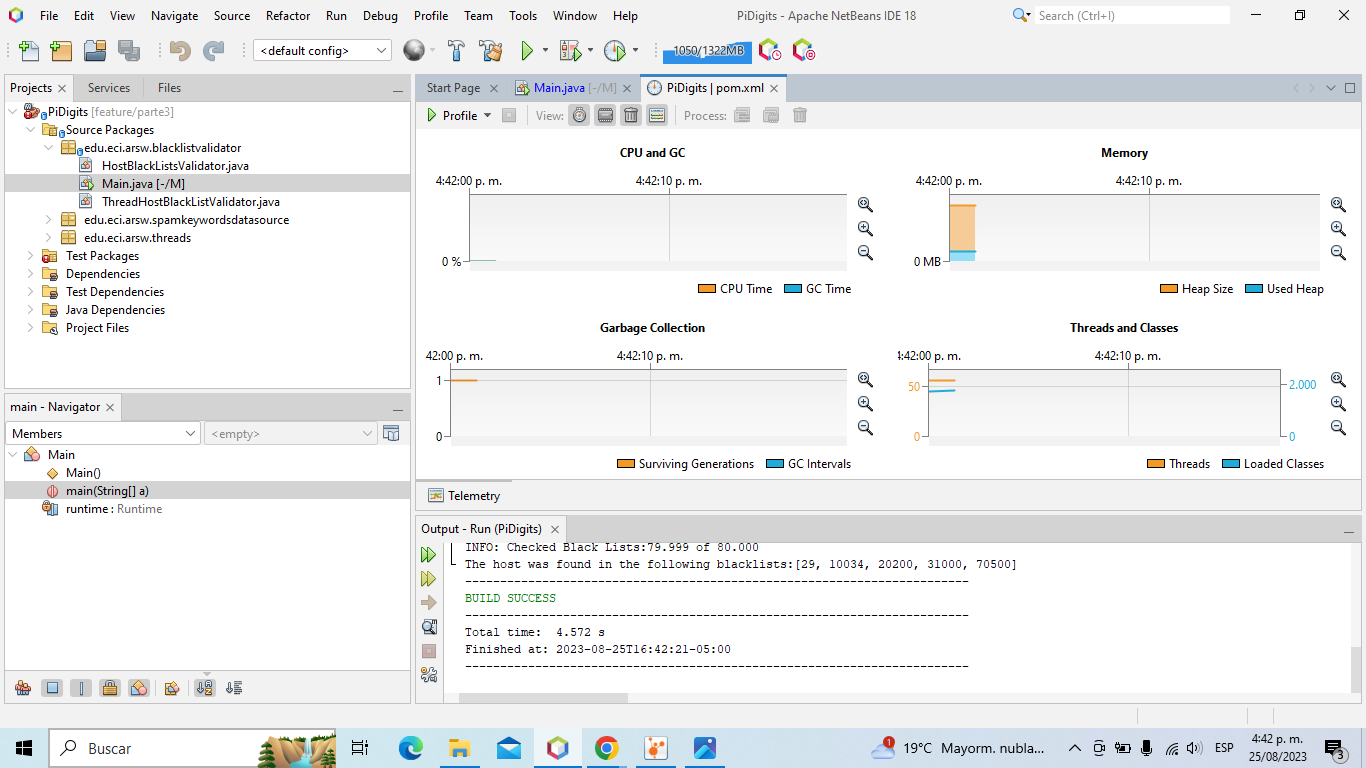 File Edit View Navigate Source Refactor Run Debug Profile Team Tools Window Help PiDigits - Apache NetBeans IDE 18 Search (Ctrl+I)
<default config> 1050/1322MB
Projects Services Files
PiDigits [feature/parte3]
Source Packages
edu.eci.arsw.blacklistvalidator
HostBlackListsValidator.java
Main.java [-/M]
ThreadHostBlackListValidator.java
edu.eci.arsw.spamkeywordsdatasource
edu.eci.arsw.threads
Test Packages
Dependencies
Test Dependencies
Java Dependencies
Project Files
main - Navigator
Members <empty>
Main
Main()
main(String[] a)
runtime : Runtime
Start Page Main.java [-/M] PiDigits | pom.xml
Profile View: Process:
CPU and GC
4:42:00 p. m. 4:42:10 p. m.
0 %
CPU Time GC Time
Memory
4:42:00 p. m. 4:42:10 p. m.
0 MB
Heap Size Used Heap
Garbage Collection
42:00 p. m. 4:42:10 p. m.
1
0
Surviving Generations GC Intervals
Threads and Classes
4:42:00 p. m. 4:42:10 p. m.
50 2.000
0 0
Threads Loaded Classes
Telemetry
Output - Run (PiDigits)
INFO: Checked Black Lists:79.999 of 80.000
The host was found in the following blacklists:[29, 10034, 20200, 31000, 70500]
------------------------------------------------------------------------
BUILD SUCCESS
------------------------------------------------------------------------
Total time:  4.572 s
Finished at: 2023-08-25T16:42:21-05:00
------------------------------------------------------------------------
Buscar 1 19°C Mayorm. nubla... ESP 4:42 p. m.
25/08/2023 3